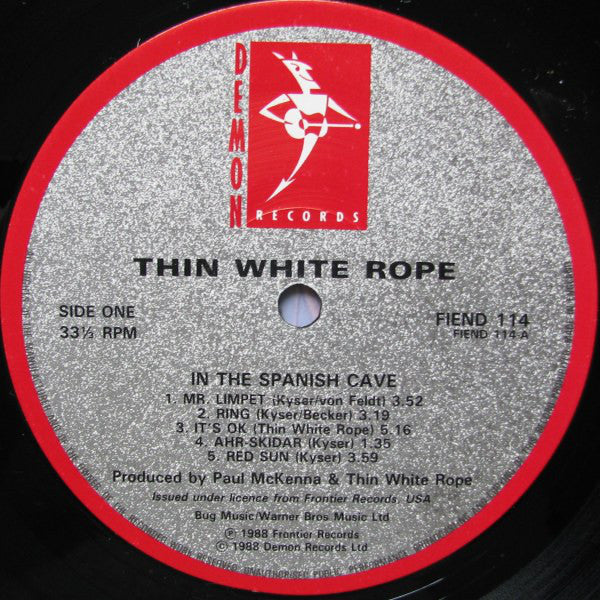 DEMON
RECORDS
THIN WHITE ROPE
SIDE ONE
33⅓ RPM
FIEND 114
FIEND 114 A
IN THE SPANISH CAVE
1. MR. LIMPET (Kyser/von Feldt) 3.52
2. RING (Kyser/Becker) 3.19
3. IT'S OK (Thin White Rope) 5.16
4. AHR-SKIDAR (Kyser) 1.35
5. RED SUN (Kyser) 3.59
Produced by Paul McKenna & Thin White Rope
Issued under licence from Frontier Records, USA
Bug Music/Warner Bros Music Ltd
℗ 1988 Frontier Records
© 1988 Demon Records Ltd